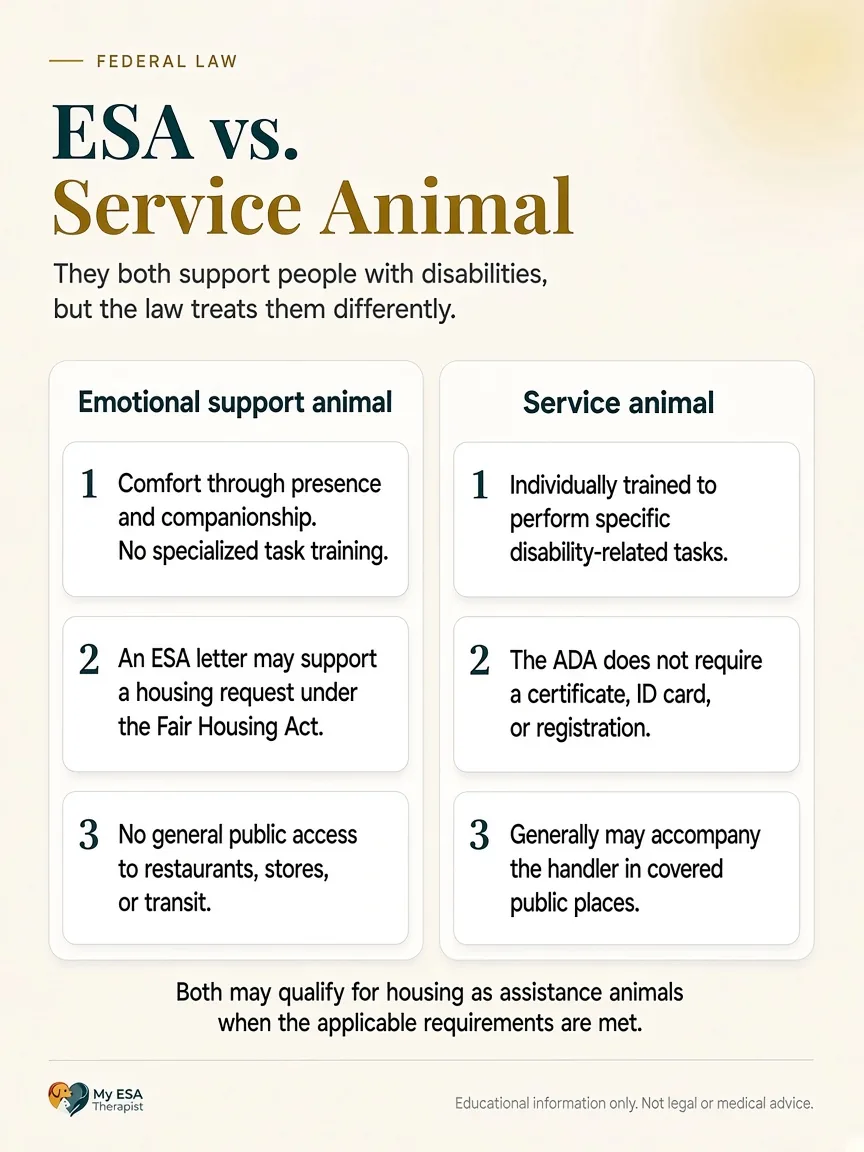 FEDERAL LAW
ESA vs.
Service Animal
They both support people with disabilities,
but the law treats them differently.
Emotional support animal
1
Comfort through presence
and companionship.
No specialized task training.
2
An ESA letter may support
a housing request under
the Fair Housing Act.
3
No general public access
to restaurants, stores,
or transit.
Service animal
1
Individually trained to
perform specific
disability-related tasks.
2
The ADA does not require
a certificate, ID card,
or registration.
3
Generally may accompany
the handler in covered
public places.
Both may qualify for housing as assistance animals
when the applicable requirements are met.
My ESA
Therapist
Educational information only. Not legal or medical advice.